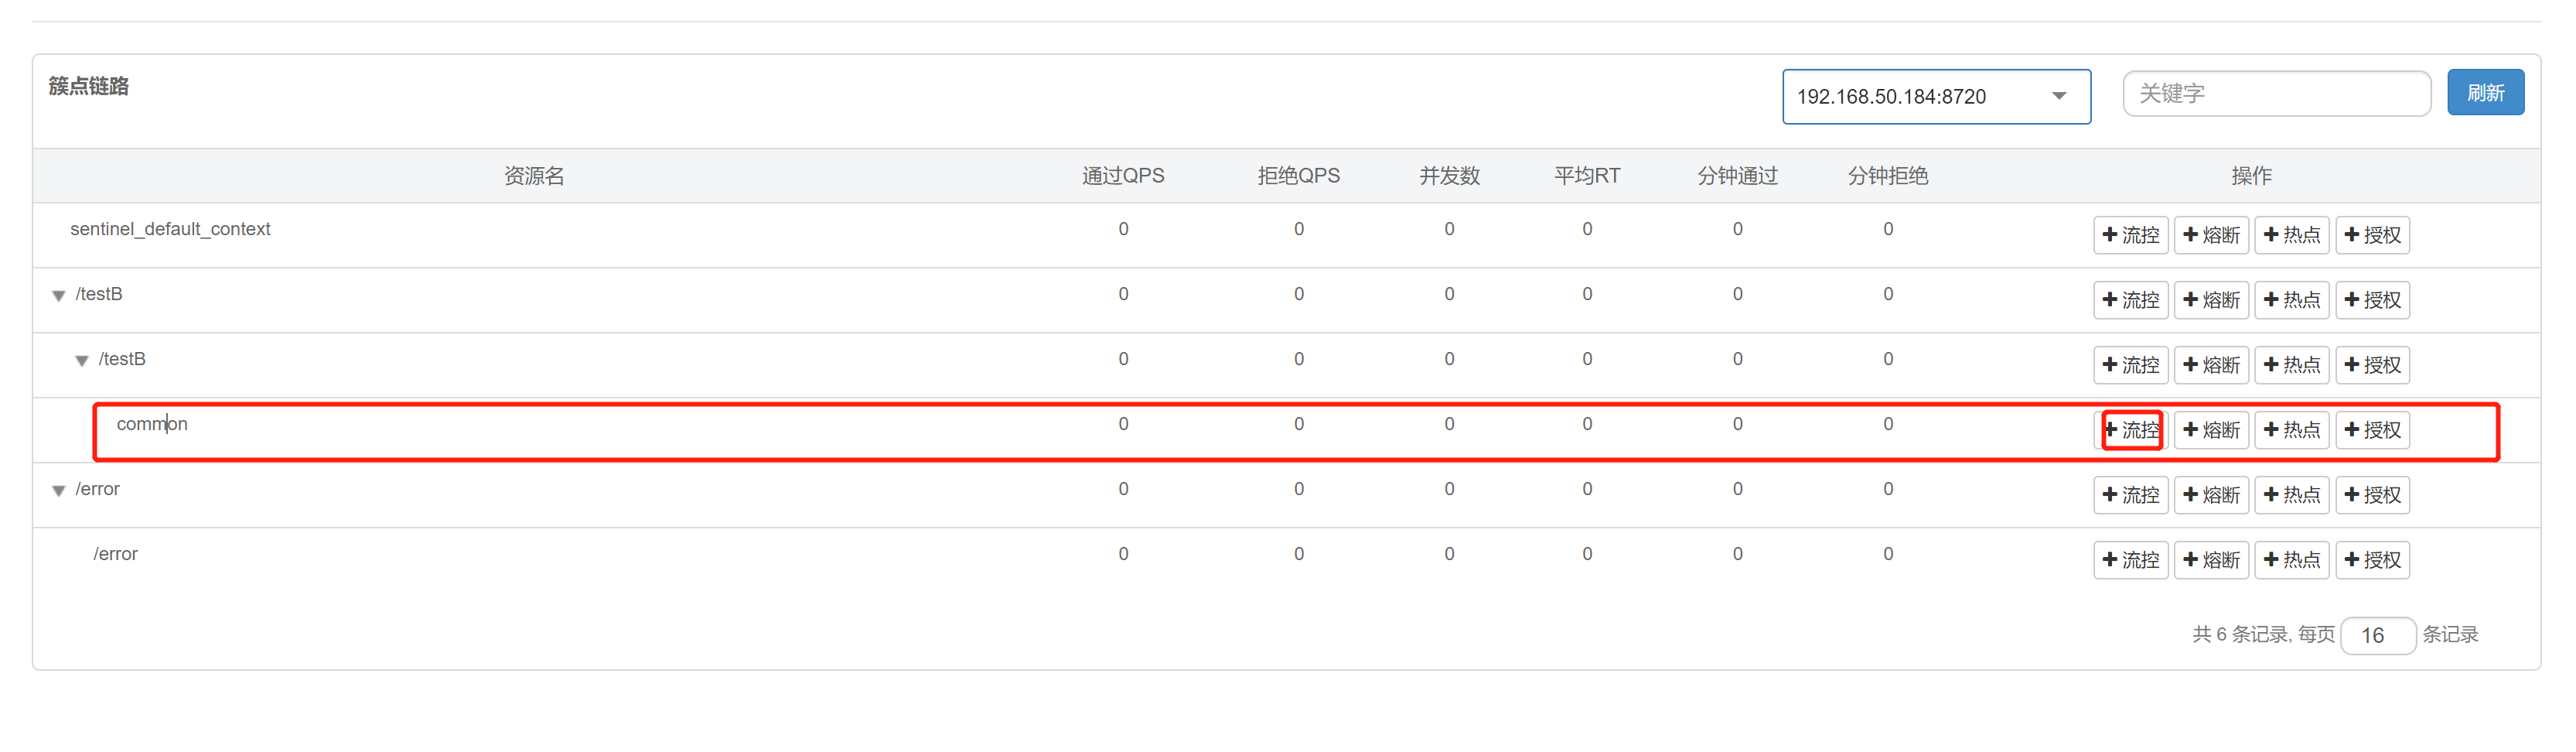 簇点链路 192.168.50.184:8720 关键字 刷新
资源名 通过QPS 拒绝QPS 并发数 平均RT 分钟通过 分钟拒绝 操作
sentinel_default_context 0 0 0 0 0 0 流控 熔断 热点 授权
/testB 0 0 0 0 0 0 流控 熔断 热点 授权
/testB 0 0 0 0 0 0 流控 熔断 热点 授权
common 0 0 0 0 0 0 流控 熔断 热点 授权
/error 0 0 0 0 0 0 流控 熔断 热点 授权
/error 0 0 0 0 0 0 流控 熔断 热点 授权
共 6 条记录, 每页 16 条记录